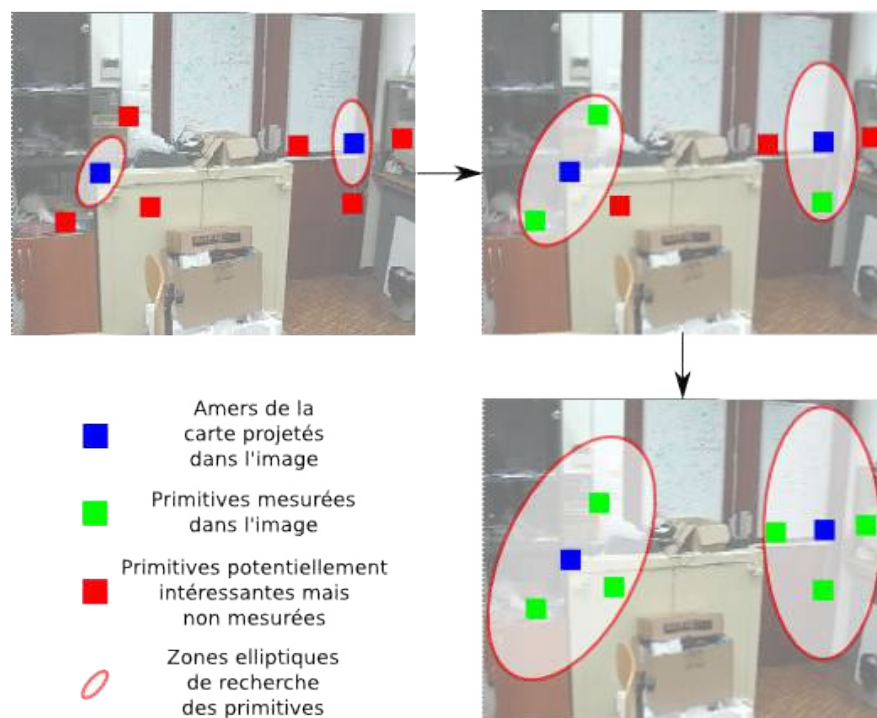 Amers de la
carte projetés
dans l'image
Primitives mesurées
dans l'image
Primitives potentiellement
intéressantes mais
non mesurées
Zones elliptiques
de recherche
des primitives